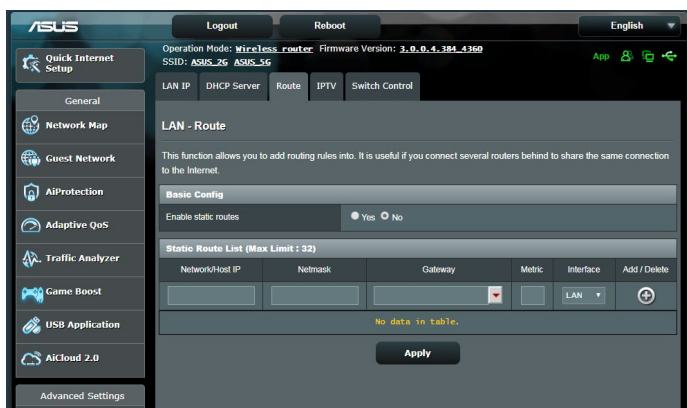 ASUS
Logout
Reboot
English
Quick Internet Setup
Operation Mode: Wireless router Firmware Version: 3.0.0.4.384_4360
SSID: ASUS_2G ASUS_5G
App
General
Network Map
Guest Network
AiProtection
Adaptive QoS
Traffic Analyzer
Game Boost
USB Application
AiCloud 2.0
Advanced Settings
LAN IP
DHCP Server
Route
IPTV
Switch Control
LAN - Route
This function allows you to add routing rules into. It is useful if you connect several routers behind to share the same connection
to the Internet.
Basic Config
Enable static routes
Yes
No
Static Route List (Max Limit : 32)
Network/Host IP
Netmask
Gateway
Metric
Interface
Add / Delete
LAN
No data in table.
Apply